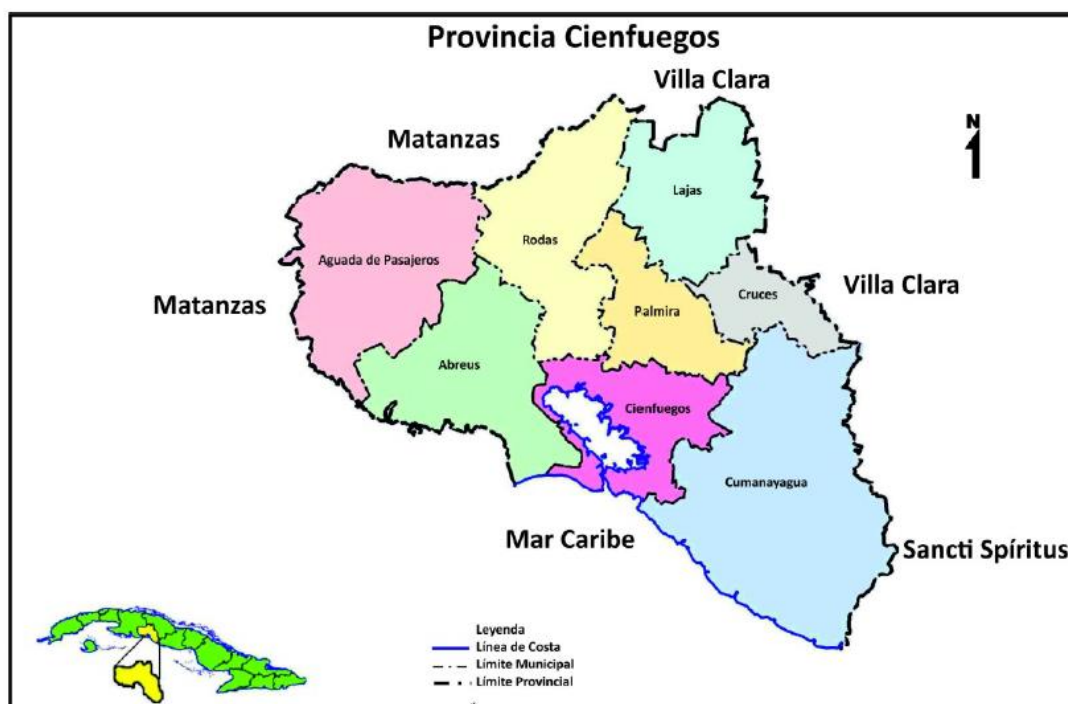 Provincia Cienfuegos
Villa Clara
N
Matanzas
Lajas
Rodas
Aguada de Pasajeros
Matanzas
Villa Clara
Cruces
Palmira
Abreus
Cienfuegos
Cumanayagua
Mar Caribe
Sancti Spíritus
Leyenda
Línea de Costa
Límite Municipal
Límite Provincial